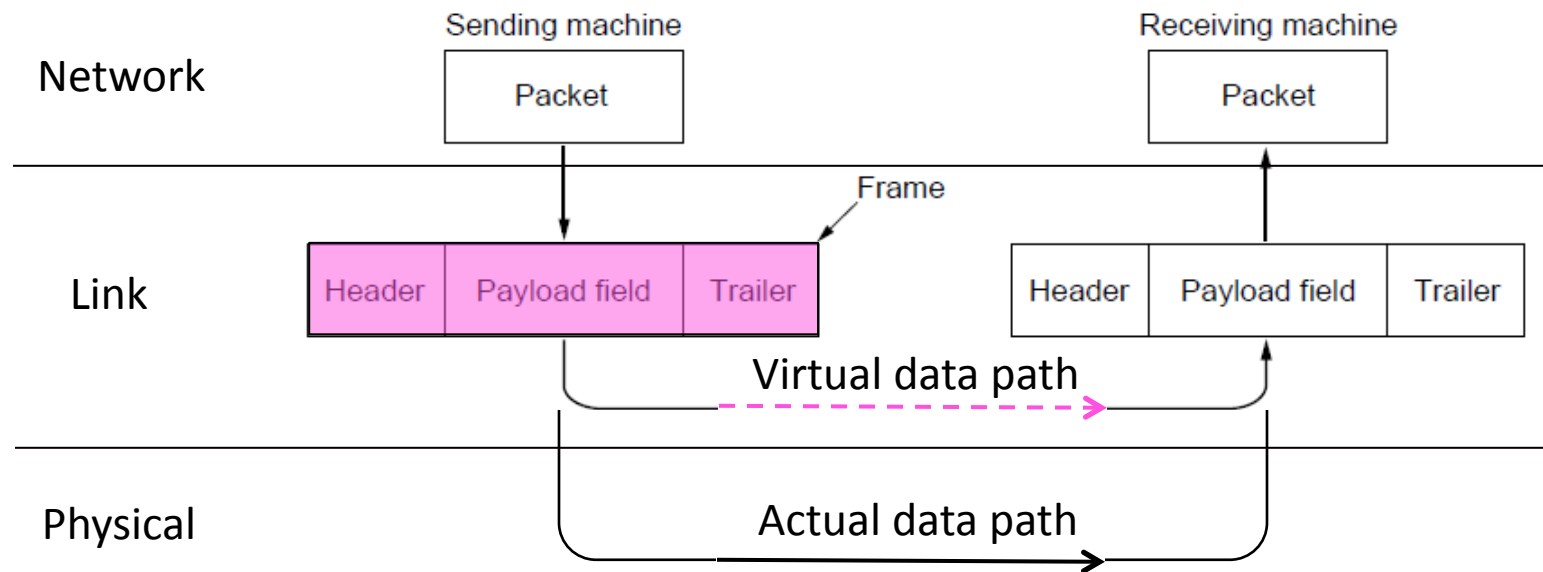 Sending machine
Receiving machine
Network
Packet
Packet
Frame
Link
Header
Payload field
Trailer
Header
Payload field
Trailer
Virtual data path
Physical
Actual data path